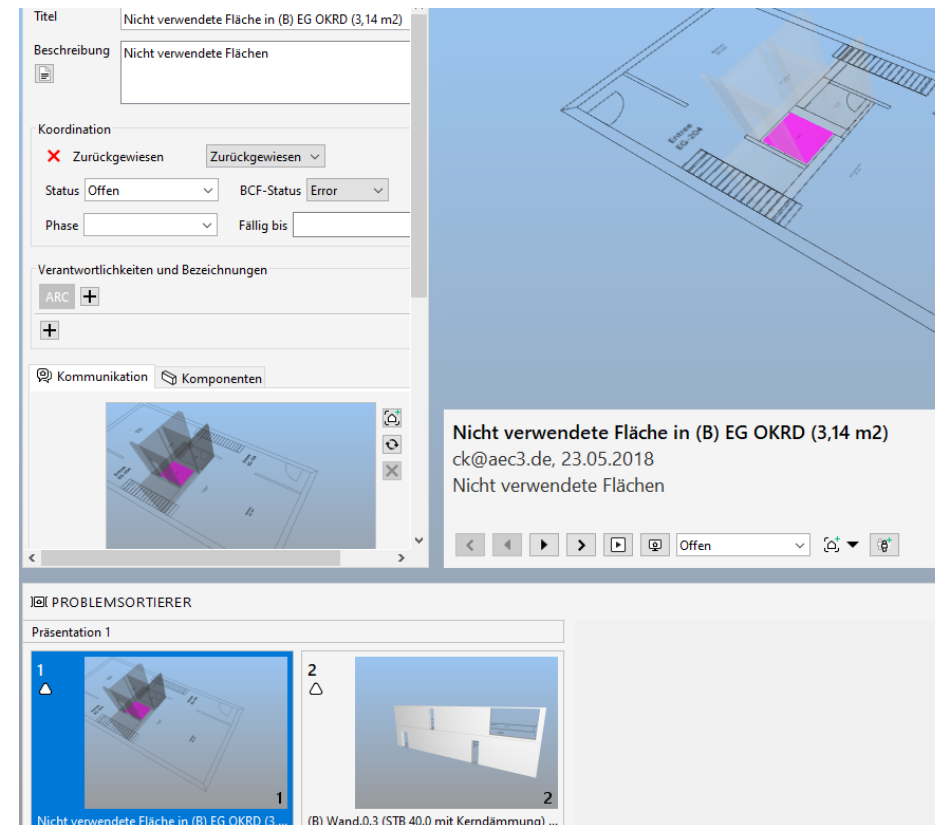 Titel
Nicht verwendete Fläche in (B) EG OKRD (3,14 m2)
Beschreibung
Nicht verwendete Flächen
Koordination
Zurückgewiesen
Zurückgewiesen
Status
Offen
BCF-Status
Error
Phase
Fällig bis
Verantwortlichkeiten und Bezeichnungen
ARC
Kommunikation
Komponenten
Entree
EG-204
Nicht verwendete Fläche in (B) EG OKRD (3,14 m2)
ck@aec3.de, 23.05.2018
Nicht verwendete Flächen
Offen
PROBLEMSORTIERER
Präsentation 1
1
1
Nicht verwendete Fläche in (B) EG OKRD (3 ...
2
2
(B) Wand.0.3 (STB 40.0 mit Kerndämmung) ...